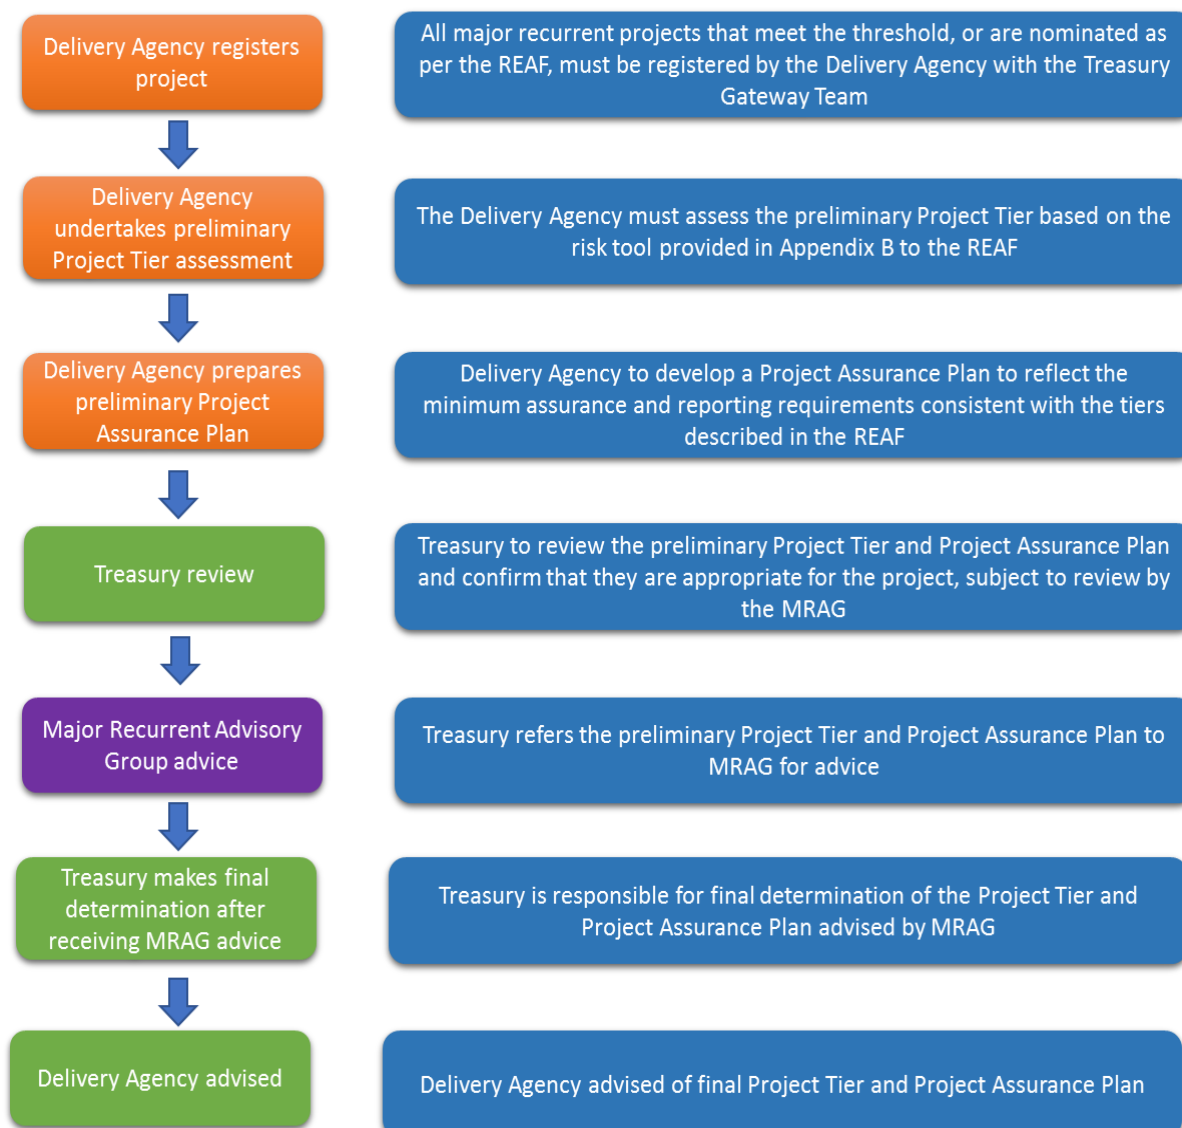 Delivery Agency registers
project
All major recurrent projects that meet the threshold, or are nominated as
per the REAF, must be registered by the Delivery Agency with the Treasury
Gateway Team
Delivery Agency
undertakes preliminary
Project Tier assessment
The Delivery Agency must assess the preliminary Project Tier based on the
risk tool provided in Appendix B to the REAF
Delivery Agency prepares
preliminary Project
Assurance Plan
Delivery Agency to develop a Project Assurance Plan to reflect the
minimum assurance and reporting requirements consistent with the tiers
described in the REAF
Treasury review
Treasury to review the preliminary Project Tier and Project Assurance Plan
and confirm that they are appropriate for the project, subject to review by
the MRAG
Major Recurrent Advisory
Group advice
Treasury refers the preliminary Project Tier and Project Assurance Plan to
MRAG for advice
Treasury makes final
determination after
receiving MRAG advice
Treasury is responsible for final determination of the Project Tier and
Project Assurance Plan advised by MRAG
Delivery Agency advised
Delivery Agency advised of final Project Tier and Project Assurance Plan